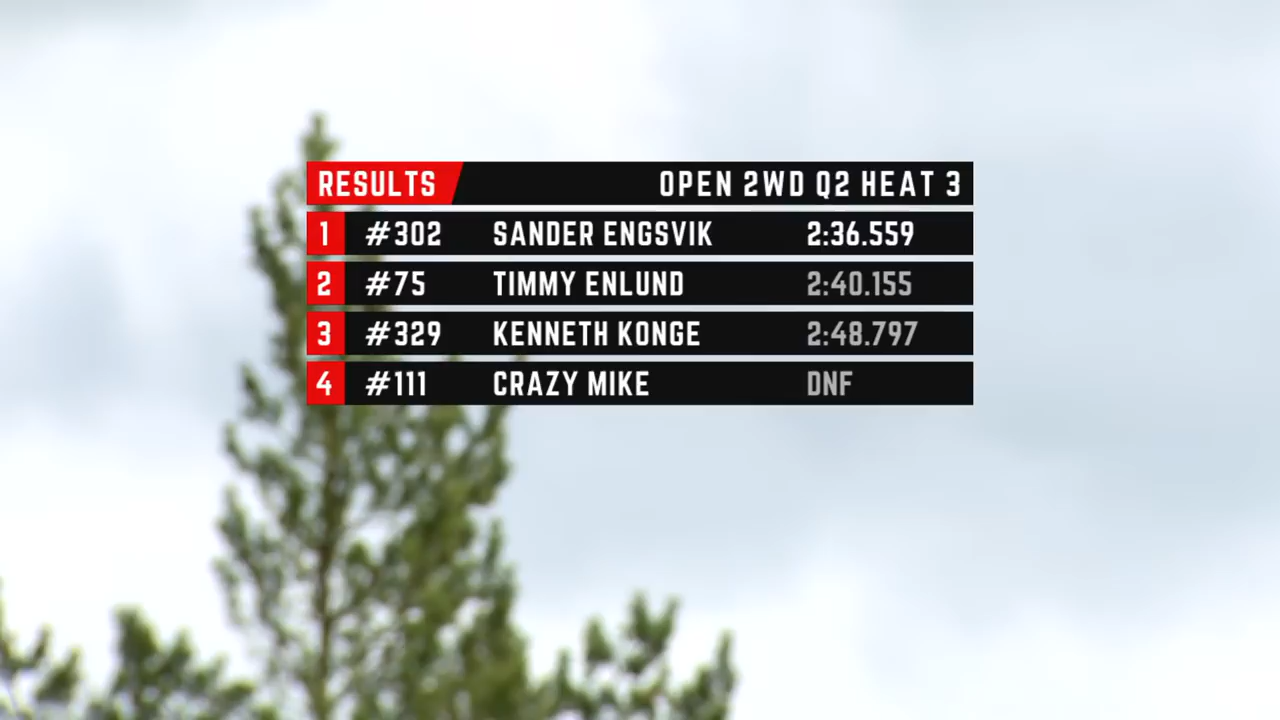 RESULTS OPEN 2WD Q2 HEAT 3
1 #302 SANDER ENGSVIK 2:36.559
2 #75 TIMMY ENLUND 2:40.155
3 #329 KENNETH KONGE 2:48.797
4 #111 CRAZY MIKE DNF